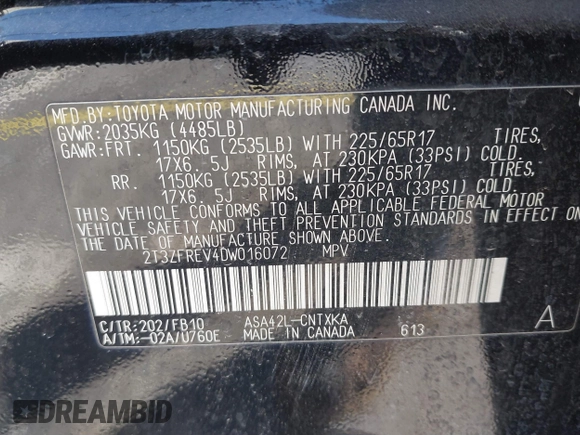 MFD.BY:TOYOTA MOTOR MANUFACTURING CANADA INC.
GVWR:2035KG (4485LB)
GAWR:FRT. 1150KG (2535LB) WITH 225/65R17 TIRES,
17X6. 5J RIMS, AT 230KPA (33PSI) COLD.
RR. 1150KG (2535LB) WITH 225/65R17 TIRES,
17X6. 5J RIMS, AT 230KPA (33PSI) COLD.
THIS VEHICLE CONFORMS TO ALL APPLICABLE FEDERAL MOTOR
VEHICLE SAFETY AND THEFT PREVENTION STANDARDS IN EFFECT ON
THE DATE OF MANUFACTURE SHOWN ABOVE.
2T3ZFREV4DW016072 MPV
C/TR:202/FB10 ASA42L-CNTXKA
A/TM:-02A/U760E MADE IN CANADA 613
A
DREAMBID